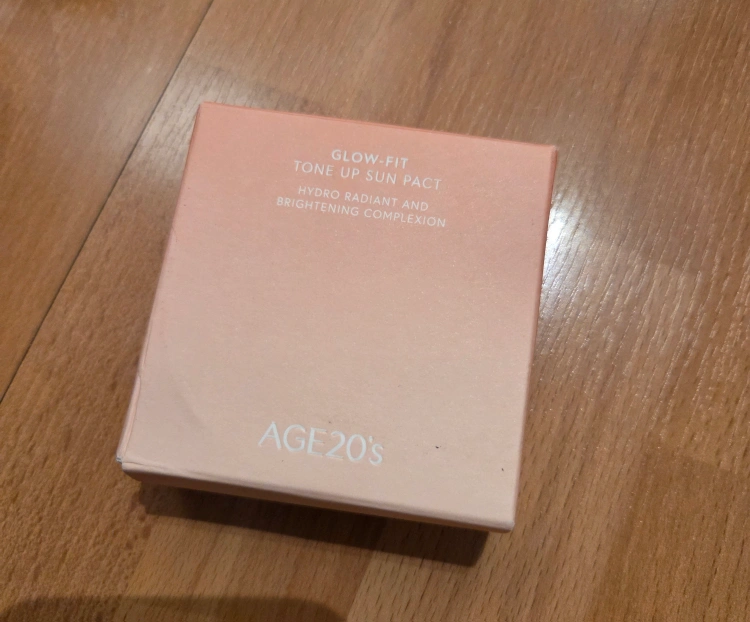 GLOW-FIT
TONE UP SUN PACT
HYDRO RADIANT AND
BRIGHTENING COMPLEXION
AGE20's